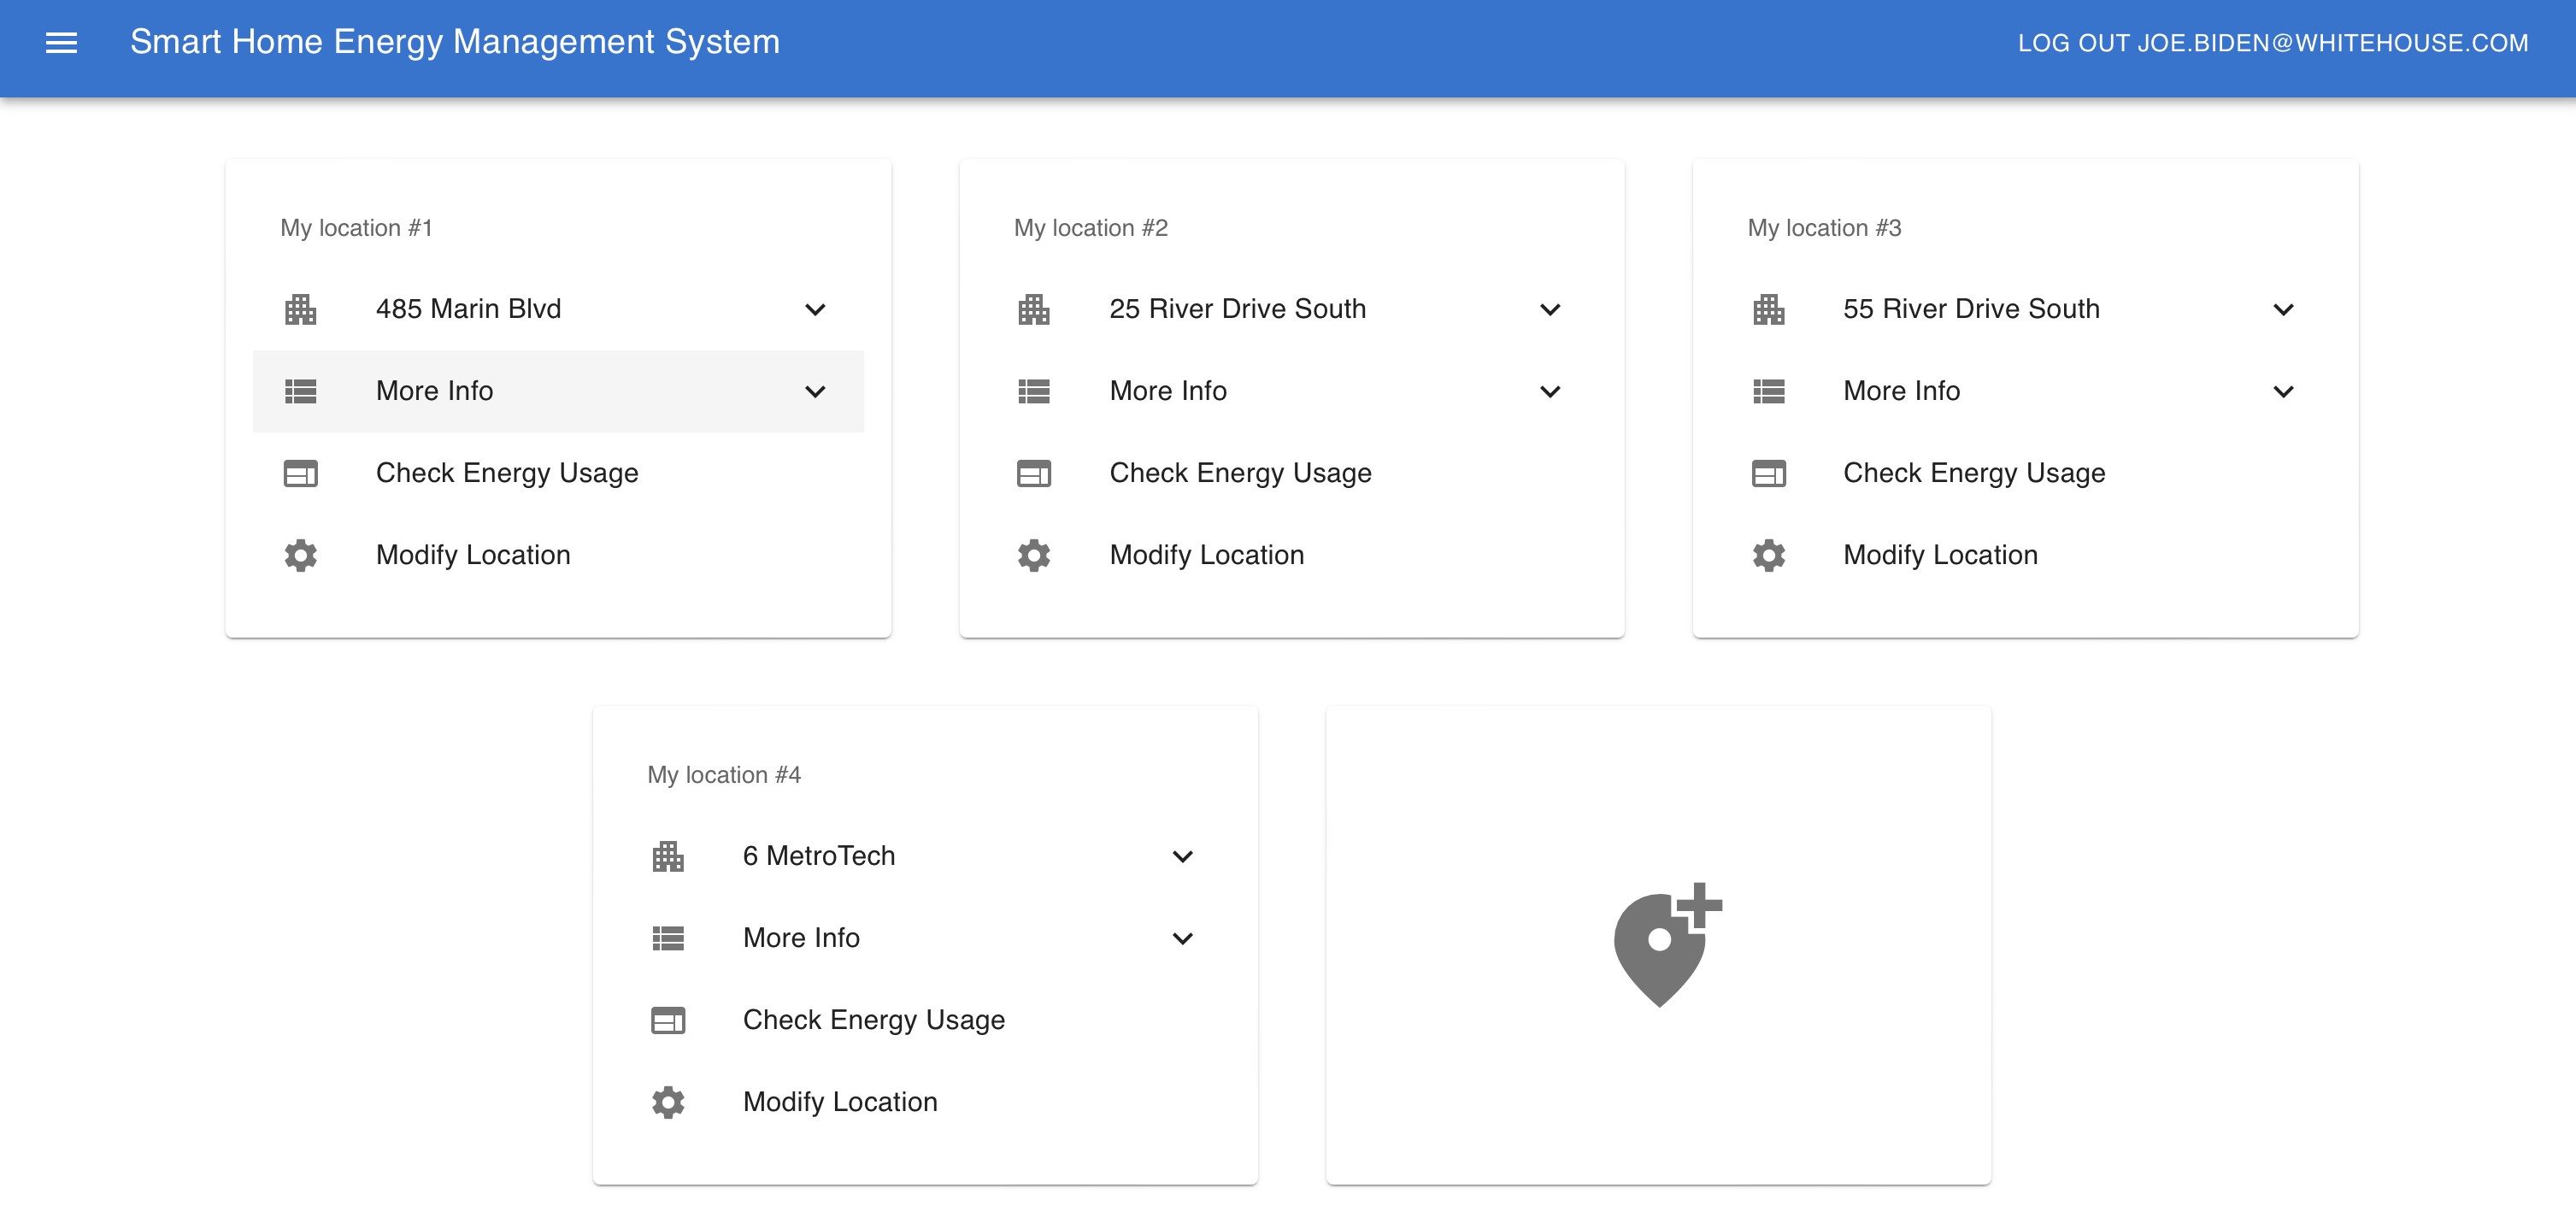 Smart Home Energy Management System
LOG OUT JOE.BIDEN@WHITEHOUSE.COM
My location #1
485 Marin Blvd
More Info
Check Energy Usage
Modify Location
My location #2
25 River Drive South
More Info
Check Energy Usage
Modify Location
My location #3
55 River Drive South
More Info
Check Energy Usage
Modify Location
My location #4
6 MetroTech
More Info
Check Energy Usage
Modify Location